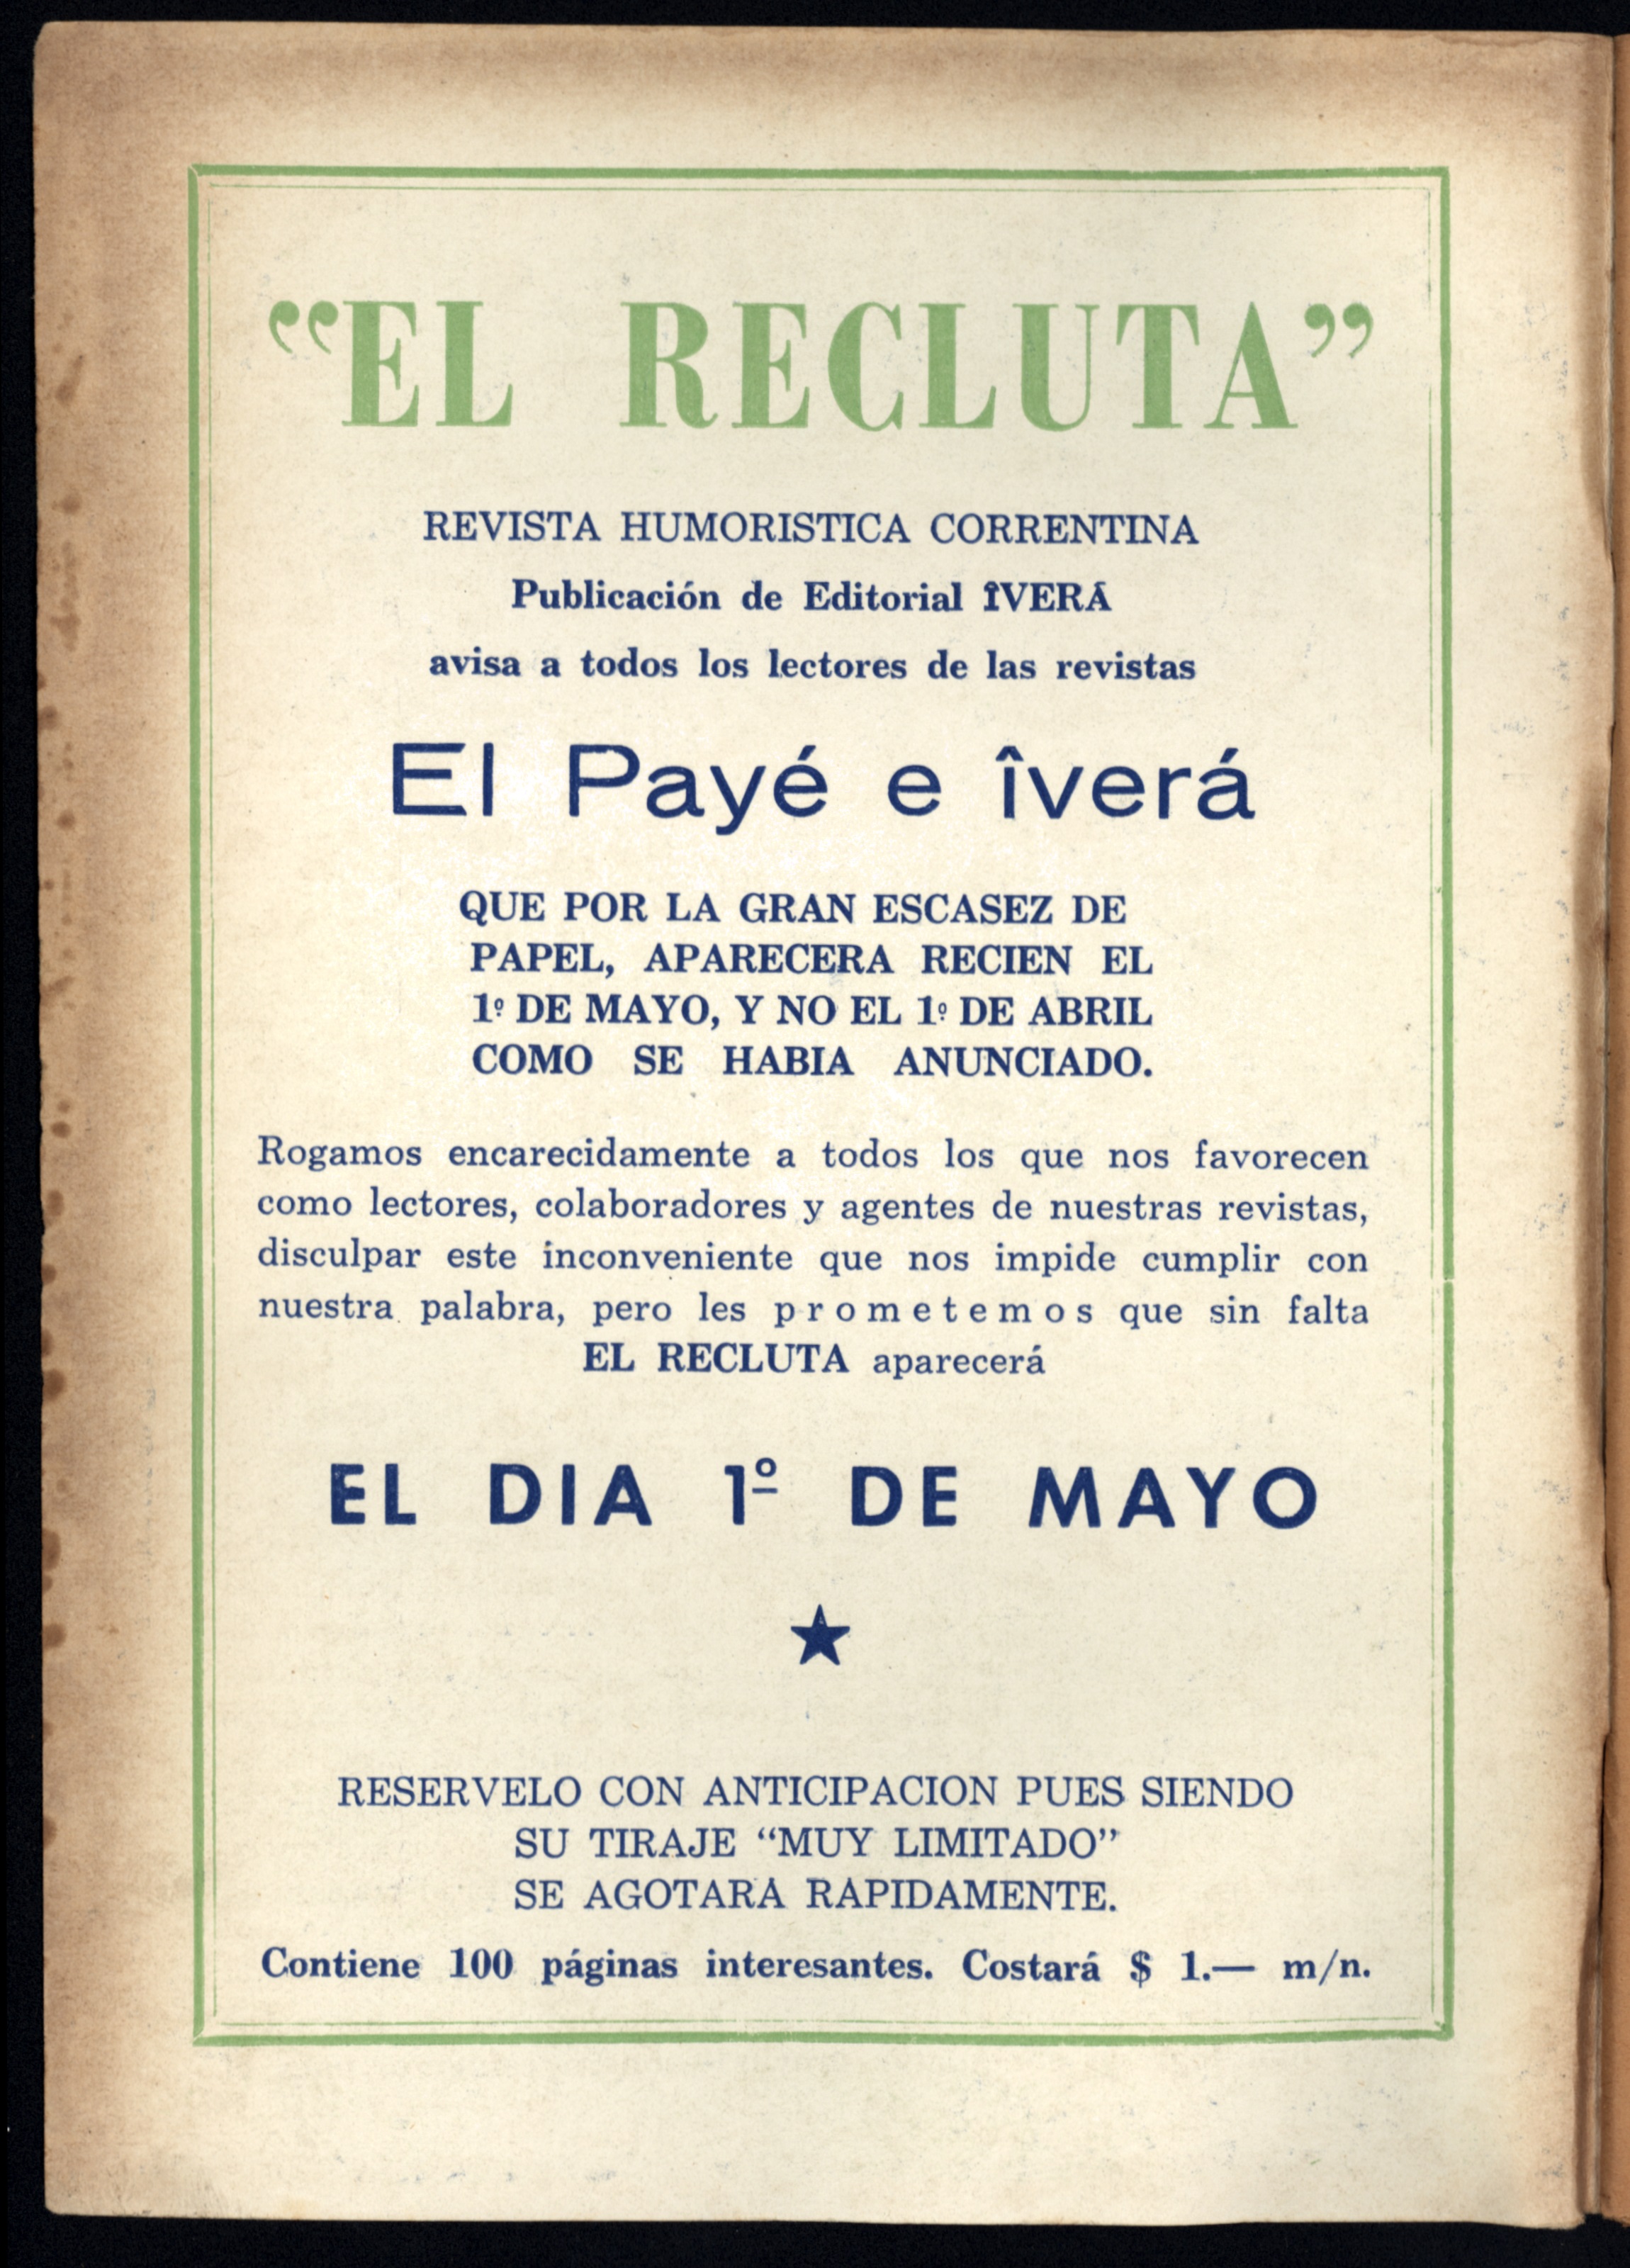 “EL RECLUTA”
REVISTA HUMORISTICA CORRENTINA
Publicación de Editorial ÎVERÁ
avisa a todos los lectores de las revistas
El Payé e îverá
QUE POR LA GRAN ESCASEZ DE
PAPEL, APARECERA RECIEN EL
1º DE MAYO, Y NO EL 1º DE ABRIL
COMO SE HABIA ANUNCIADO.
Rogamos encarecidamente a todos los que nos favorecen
como lectores, colaboradores y agentes de nuestras revistas,
disculpar este inconveniente que nos impide cumplir con
nuestra palabra, pero les prometemos que sin falta
EL RECLUTA aparecerá
EL DIA 1º DE MAYO
RESERVELO CON ANTICIPACION PUES SIENDO
SU TIRAJE “MUY LIMITADO”
SE AGOTARÁ RAPIDAMENTE.
Contiene 100 páginas interesantes. Costará $ 1.— m/n.